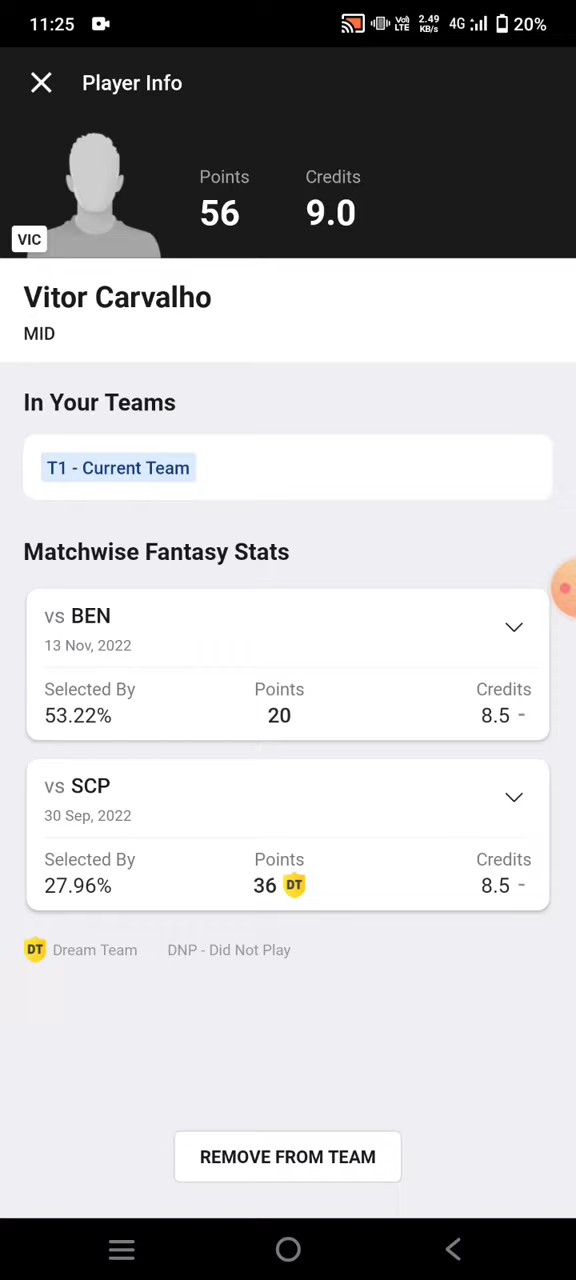 11:25 Vol LTE 2.49 KB/s 4G 20%
Player Info
Points Credits
56 9.0
VIC
Vitor Carvalho
MID
In Your Teams
T1 - Current Team
Matchwise Fantasy Stats
vs BEN
13 Nov, 2022
Selected By Points Credits
53.22% 20 8.5 -
vs SCP
30 Sep, 2022
Selected By Points Credits
27.96% 36 DT 8.5 -
DT Dream Team DNP - Did Not Play
REMOVE FROM TEAM